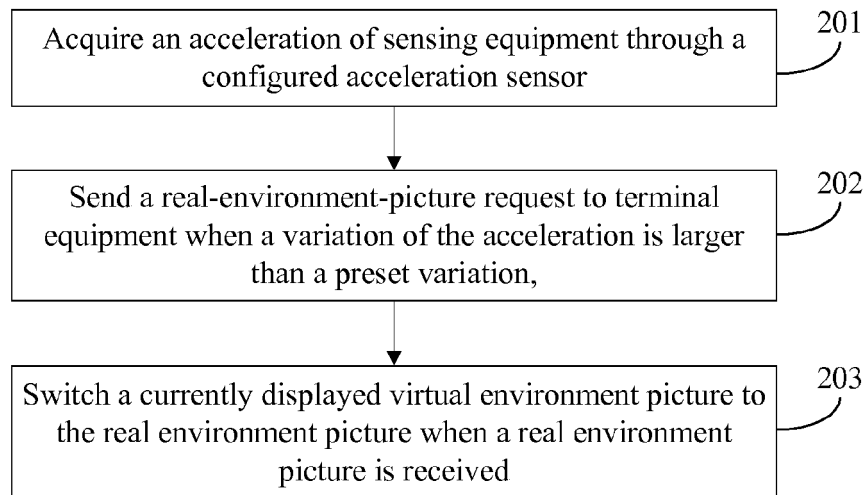 Acquire an acceleration of sensing equipment through a
configured acceleration sensor
201
Send a real-environment-picture request to terminal
equipment when a variation of the acceleration is larger
than a preset variation,
202
Switch a currently displayed virtual environment picture to
the real environment picture when a real environment
picture is received
203